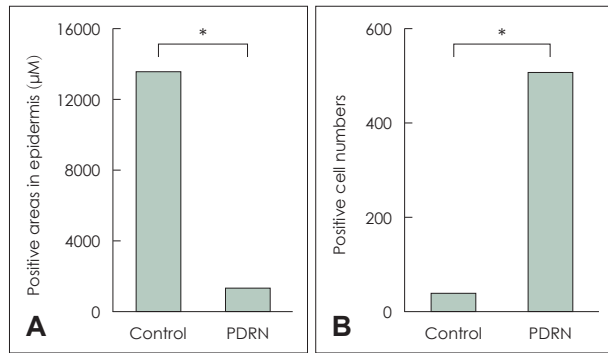 Positive areas in epidermis (µM)
16000
12000
8000
4000
0
*
Control
PDRN
A
Positive cell numbers
600
400
200
0
*
Control
PDRN
B